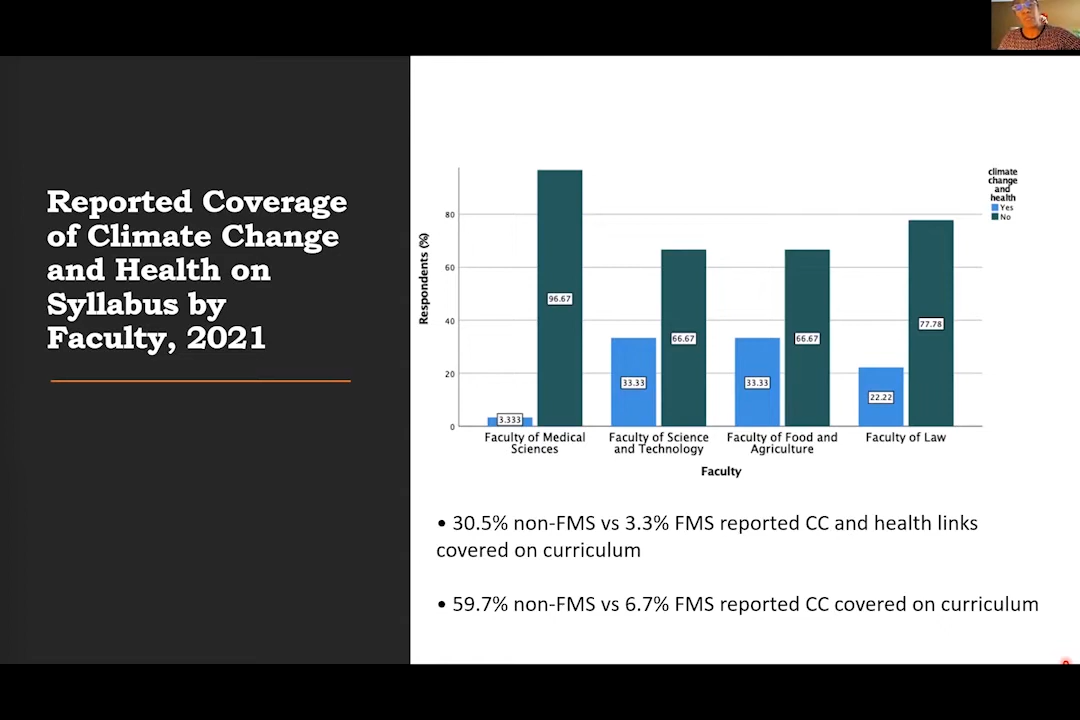 Reported Coverage
of Climate Change
and Health on
Syllabus by
Faculty, 2021
climate
change
and
health
Yes
No
Respondents (%)
80
60
40
20
0
3.333
96.67
33.33
66.67
33.33
66.67
22.22
77.78
Faculty of Medical
Sciences
Faculty of Science
and Technology
Faculty of Food and
Agriculture
Faculty of Law
Faculty
• 30.5% non-FMS vs 3.3% FMS reported CC and health links
covered on curriculum
• 59.7% non-FMS vs 6.7% FMS reported CC covered on curriculum